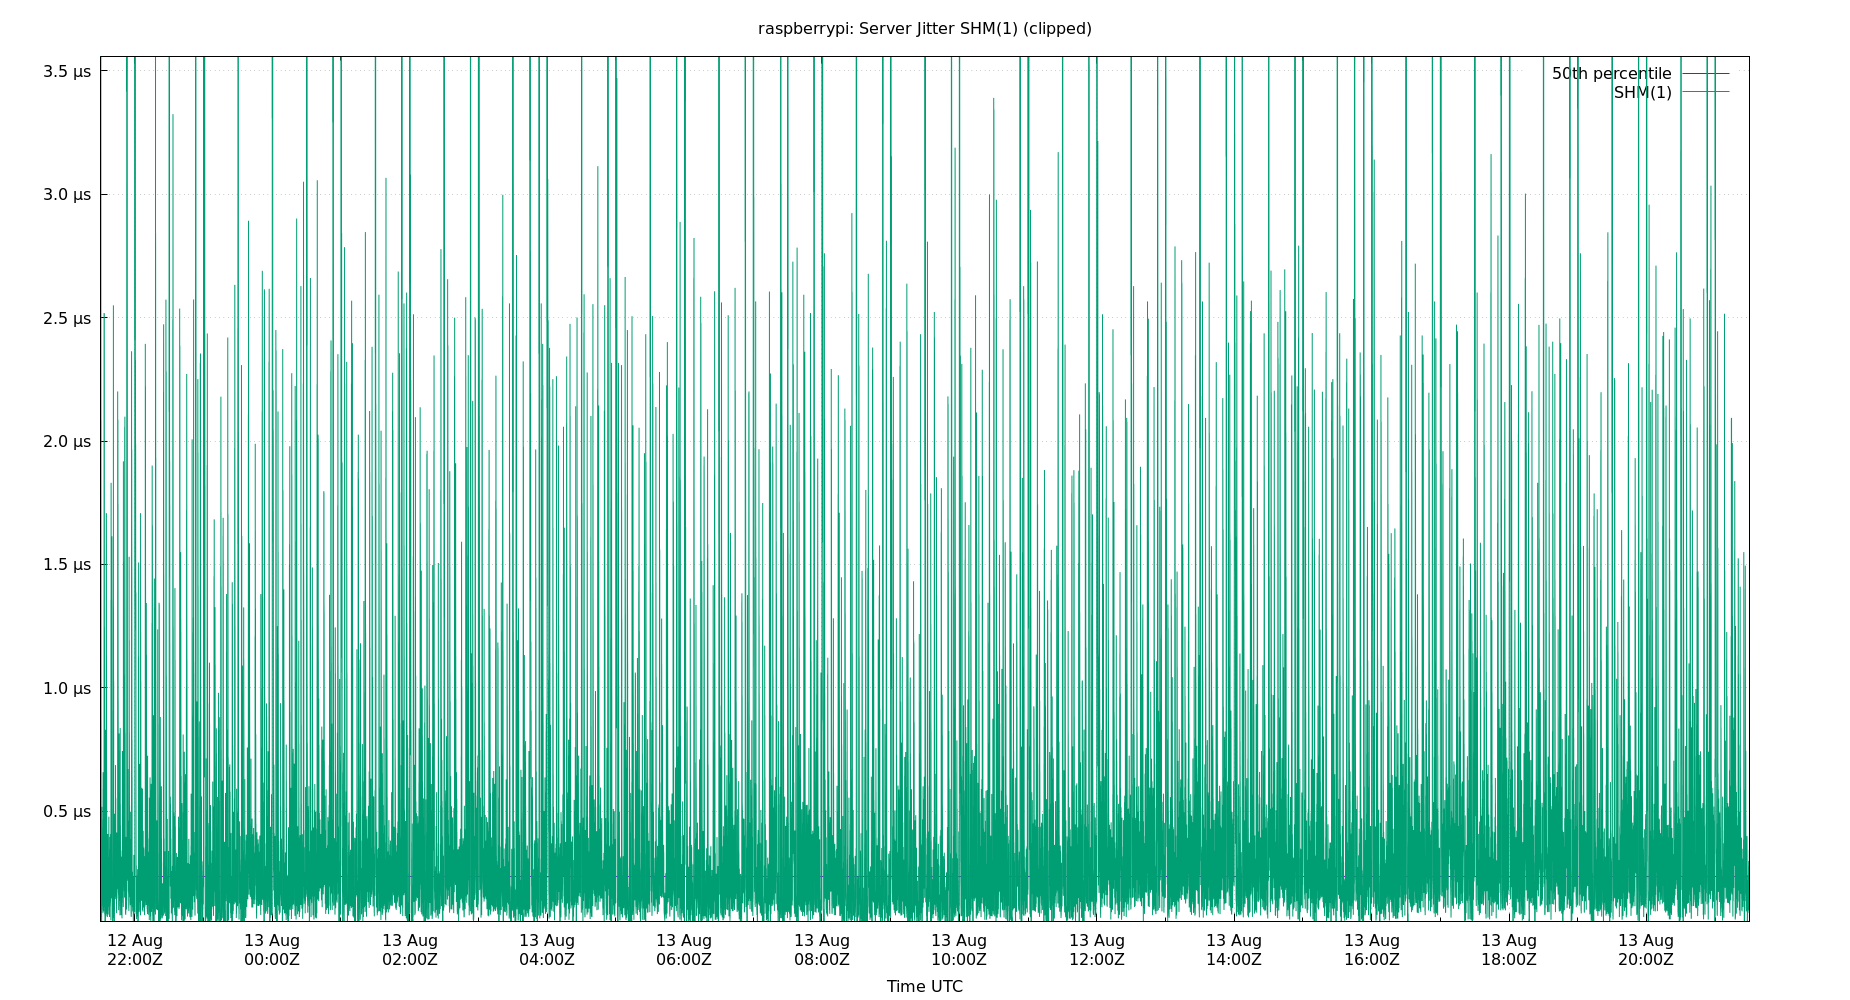 raspberrypi: Server Jitter SHM(1) (clipped)
3.5 μs
50th percentile
SHM(1)
3.0 μs
2.5 μs
2.0 μs
1.5 μs
1.0 μs
0.5 μs
12 Aug 13 Aug 13 Aug 13 Aug 13 Aug 13 Aug 13 Aug 13 Aug 13 Aug 13 Aug 13 Aug 13 Aug
22:00Z 00:00Z 02:00Z 04:00Z 06:00Z 08:00Z 10:00Z 12:00Z 14:00Z 16:00Z 18:00Z 20:00Z
Time UTC